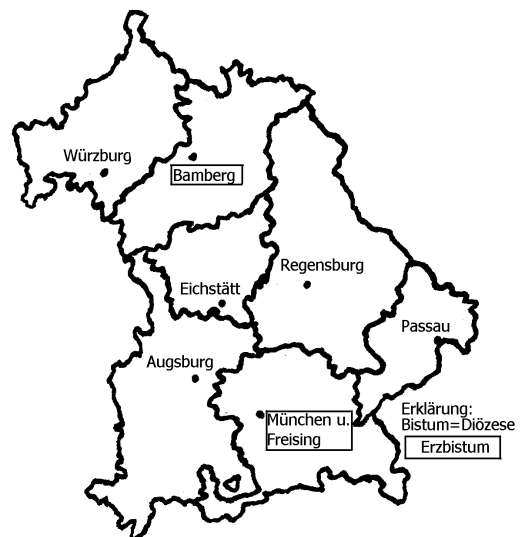 Würzburg
Bamberg
Eichstätt
Regensburg
Passau
Augsburg
München u.
Freising
Erklärung:
Bistum=Diözese
Erzbistum